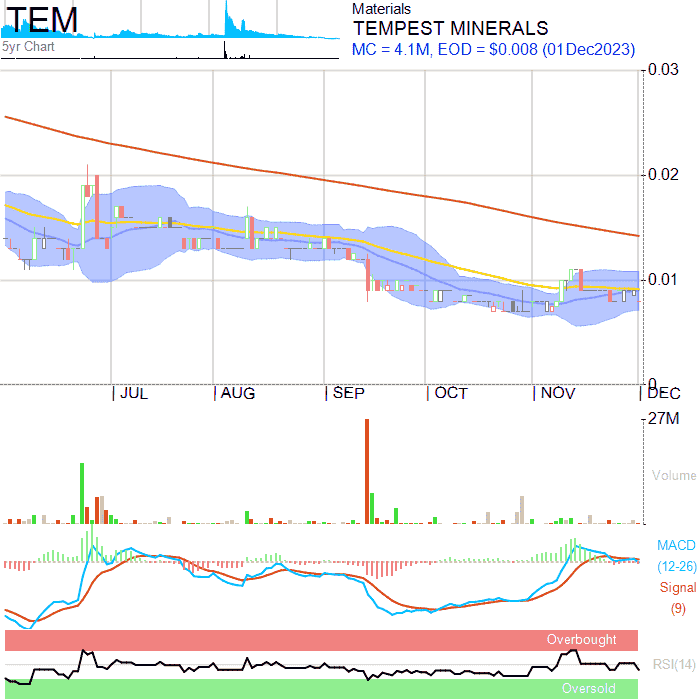 TEM
5yr Chart
Materials
TEMPEST MINERALS
MC = 4.1M, EOD = $0.008 (01Dec2023)
0.03
0.02
0.01
0
JUL AUG SEP OCT NOV DEC
27M
Volume
MACD
(12-26)
Signal
(9)
Overbought
RSI(14)
Oversold